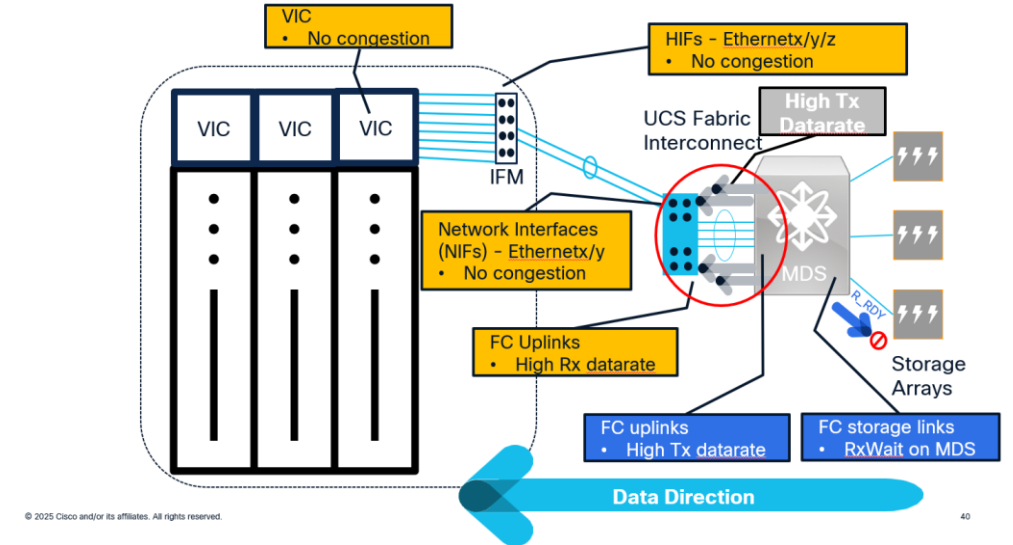 VIC
• No congestion
HIFs - Ethernetx/y/z
• No congestion
High Tx
Datarate
UCS Fabric
Interconnect
VIC
VIC
VIC
IFM
Network Interfaces
(NIFs) - Ethernetx/y
• No congestion
MDS
R_RDY
FC Uplinks
• High Rx datarate
Storage
Arrays
FC uplinks
• High Tx datarate
FC storage links
• RxWait on MDS
Data Direction
© 2025 Cisco and/or its affiliates. All rights reserved.
40